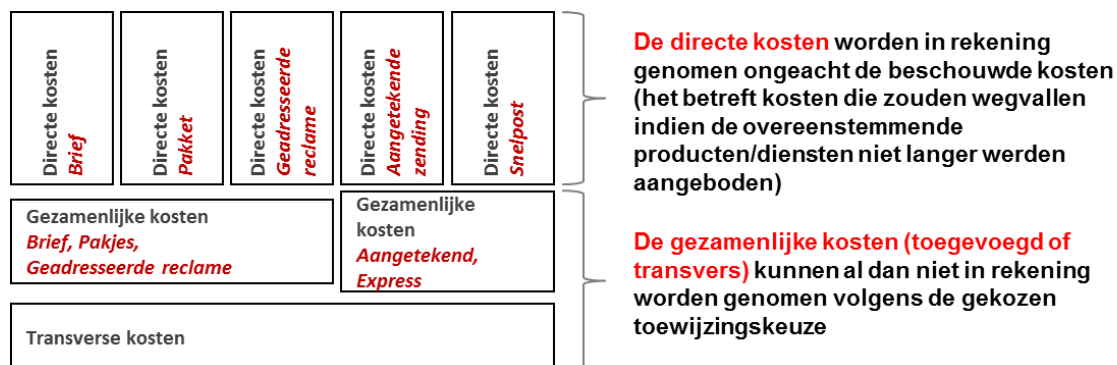 Directe kosten
Brief
Directe kosten
Pakket
Directe kosten
Geadresseerde
reclame
Directe kosten
Aangetekende
zending
Directe kosten
Snelpost
Gezamenlijke kosten
Brief, Pakjes,
Geadresseerde reclame
Gezamenlijke
kosten
Aangetekend,
Express
Transverse kosten
De directe kosten worden in rekening
genomen ongeacht de beschouwde kosten
(het betreft kosten die zouden wegvallen
indien de overeenstemmende
producten/diensten niet langer werden
aangeboden)
De gezamenlijke kosten (toegevoegd of
transvers) kunnen al dan niet in rekening
worden genomen volgens de gekozen
toewijzingskeuze